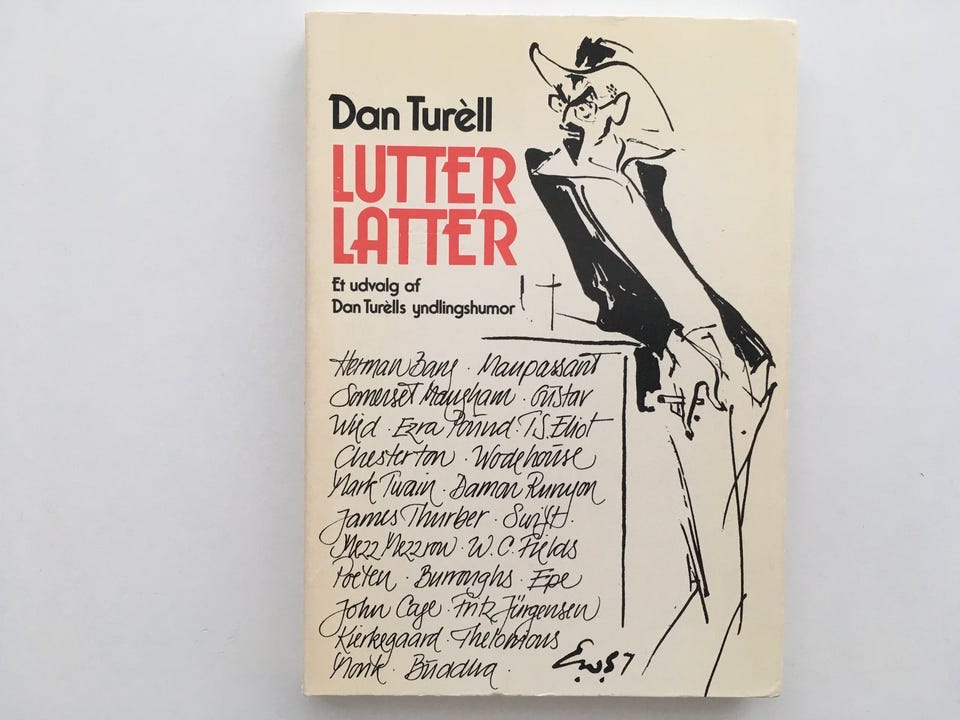 Dan Turèll
LUTTER
LATTER
Et udvalg af
Dan Turèlls yndlingshumor
Herman Bang · Maupassant
Somerset Maugham · Gustav
Wied · Ezra Pound · T.S. Eliot
Chesterton · Wodehouse
Mark Twain · Damon Runyon
James Thurber · Swift ·
Mezz Mezzrow · W.C. Fields
Poeten · Burroughs · Epe
John Cage · Fritz Jürgensen
Kierkegaard · Thelonious
Monk · Buddha ·